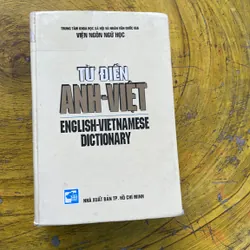 TRUNG TÂM KHOA HỌC XÃ HỘI VÀ NHÂN VĂN QUỐC GIA
VIỆN NGÔN NGỮ HỌC
TỪ ĐIỂN
ANH-VIỆT
ENGLISH-VIETNAMESE
DICTIONARY
NHÀ XUẤT BẢN TP. HỒ CHÍ MINH